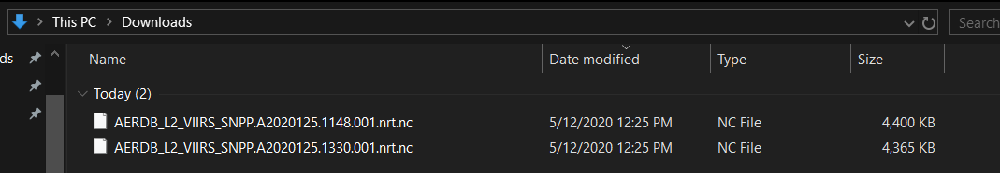 This PC > Downloads
Search
ds
Name Date modified Type Size
Today (2)
AERDB_L2_VIIRS_SNPP.A2020125.1148.001.nrt.nc 5/12/2020 12:25 PM NC File 4,400 KB
AERDB_L2_VIIRS_SNPP.A2020125.1330.001.nrt.nc 5/12/2020 12:25 PM NC File 4,365 KB